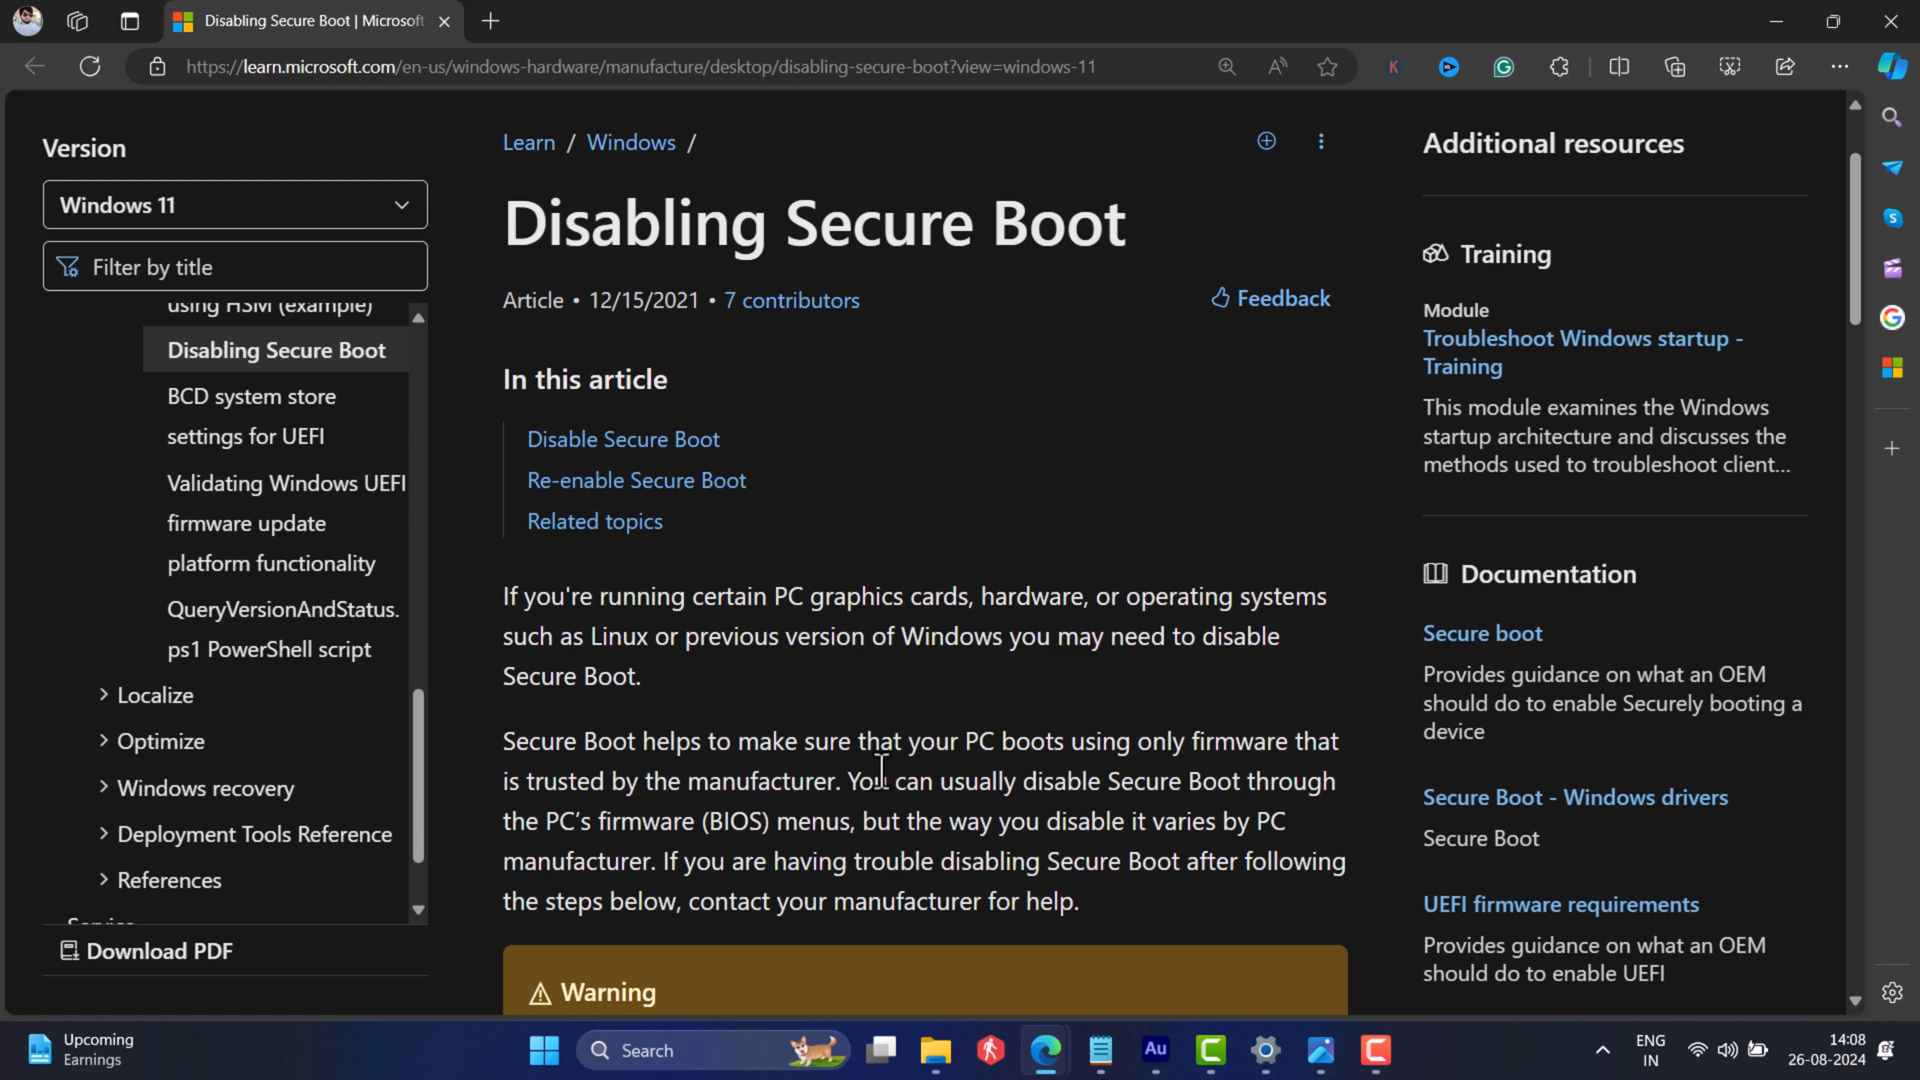 Disabling Secure Boot | Microsoft
https://learn.microsoft.com/en-us/windows-hardware/manufacture/desktop/disabling-secure-boot?view=windows-11
Version
Windows 11
Filter by title
using HSM (example)
Disabling Secure Boot
BCD system store
settings for UEFI
Validating Windows UEFI
firmware update
platform functionality
QueryVersionAndStatus.
ps1 PowerShell script
Localize
Optimize
Windows recovery
Deployment Tools Reference
References
Download PDF
Learn / Windows /
Disabling Secure Boot
Article • 12/15/2021 • 7 contributors
Feedback
In this article
Disable Secure Boot
Re-enable Secure Boot
Related topics
If you're running certain PC graphics cards, hardware, or operating systems
such as Linux or previous version of Windows you may need to disable
Secure Boot.
Secure Boot helps to make sure that your PC boots using only firmware that
is trusted by the manufacturer. You can usually disable Secure Boot through
the PC’s firmware (BIOS) menus, but the way you disable it varies by PC
manufacturer. If you are having trouble disabling Secure Boot after following
the steps below, contact your manufacturer for help.
Warning
Additional resources
Training
Module
Troubleshoot Windows startup -
Training
This module examines the Windows
startup architecture and discusses the
methods used to troubleshoot client...
Documentation
Secure boot
Provides guidance on what an OEM
should do to enable Securely booting a
device
Secure Boot - Windows drivers
Secure Boot
UEFI firmware requirements
Provides guidance on what an OEM
should do to enable UEFI
Upcoming
Earnings
Search
Au
ENG
IN
14:08
26-08-2024